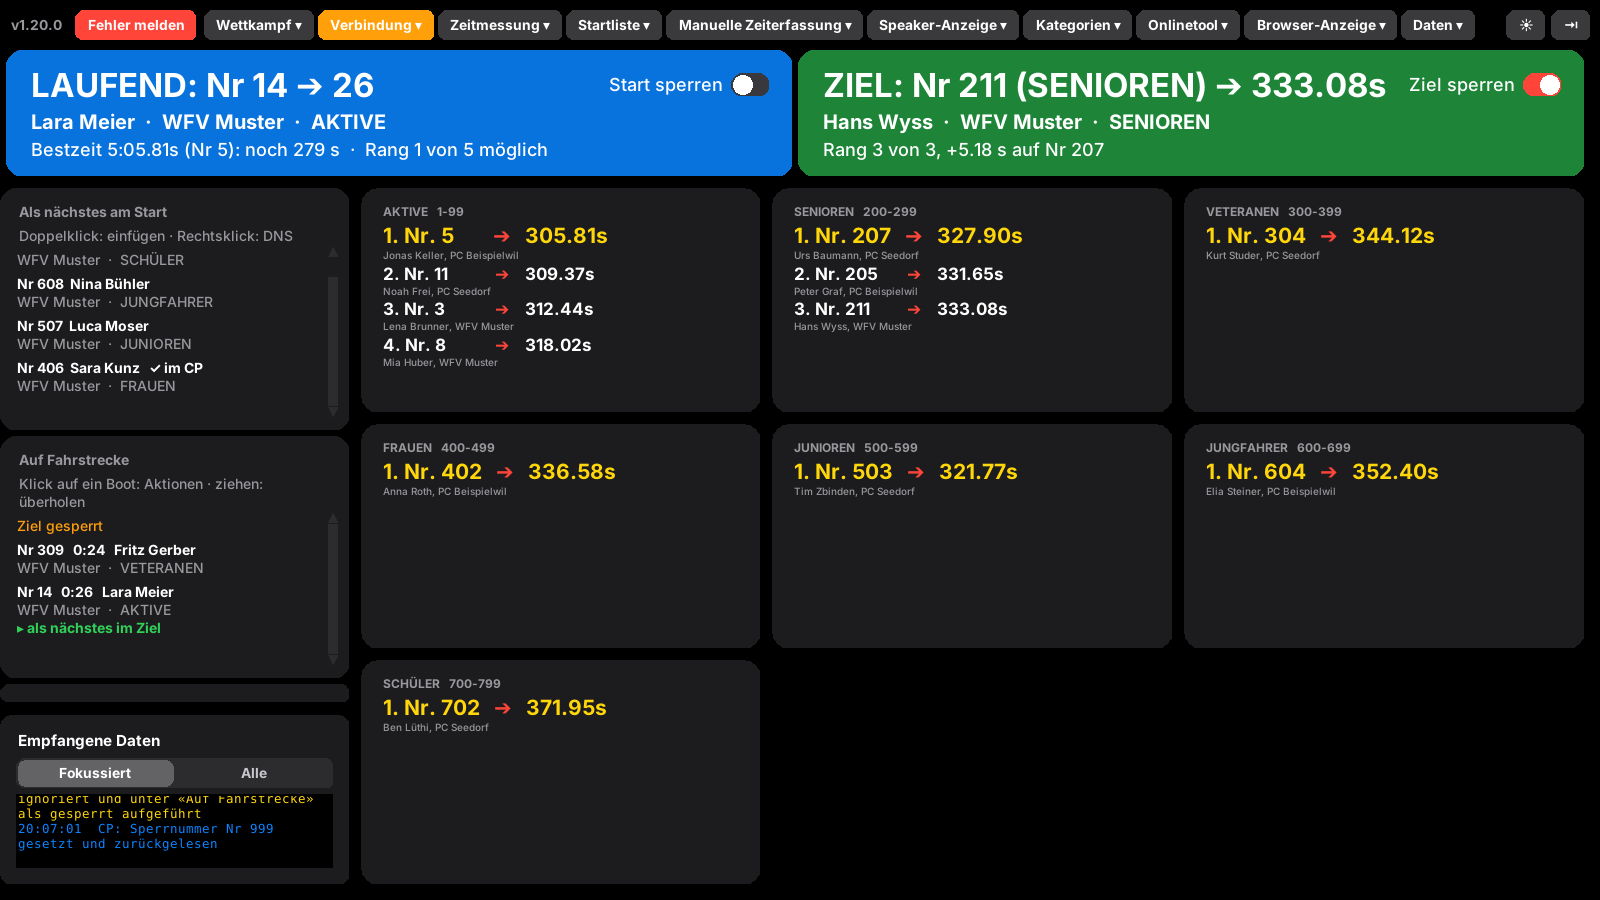 v1.20.0 Fehler melden Wettkampf ▾ Verbindung ▾ Zeitmessung ▾ Startliste ▾ Manuelle Zeiterfassung ▾ Speaker-Anzeige ▾ Kategorien ▾ Onlinetool ▾ Browser-Anzeige ▾ Daten ▾
LAUFEND: Nr 14 ➔ 26
Start sperren
Lara Meier · WFV Muster · AKTIVE
Bestzeit 5:05.81s (Nr 5): noch 279 s · Rang 1 von 5 möglich
ZIEL: Nr 211 (SENIOREN) ➔ 333.08s
Ziel sperren
Hans Wyss · WFV Muster · SENIOREN
Rang 3 von 3, +5.18 s auf Nr 207
Als nächstes am Start
Doppelklick: einfügen · Rechtsklick: DNS
WFV Muster · SCHÜLER
Nr 608 Nina Bühler
WFV Muster · JUNGFAHRER
Nr 507 Luca Moser
WFV Muster · JUNIOREN
Nr 406 Sara Kunz ✓ im CP
WFV Muster · FRAUEN
Auf Fahrstrecke
Klick auf ein Boot: Aktionen · ziehen:
überholen
Ziel gesperrt
Nr 309 0:24 Fritz Gerber
WFV Muster · VETERANEN
Nr 14 0:26 Lara Meier
WFV Muster · AKTIVE
▸ als nächstes im Ziel
Empfangene Daten
Fokussiert Alle
ignoriert und unter «Auf Fahrstrecke»
als gesperrt aufgeführt
20:07:01 CP: Sperrnummer Nr 999
gesetzt und zurückgelesen
AKTIVE 1-99
1. Nr. 5 ➔ 305.81s
Jonas Keller, PC Beispielwil
2. Nr. 11 ➔ 309.37s
Noah Frei, PC Seedorf
3. Nr. 3 ➔ 312.44s
Lena Brunner, WFV Muster
4. Nr. 8 ➔ 318.02s
Mia Huber, WFV Muster
SENIOREN 200-299
1. Nr. 207 ➔ 327.90s
Urs Baumann, PC Seedorf
2. Nr. 205 ➔ 331.65s
Peter Graf, PC Beispielwil
3. Nr. 211 ➔ 333.08s
Hans Wyss, WFV Muster
VETERANEN 300-399
1. Nr. 304 ➔ 344.12s
Kurt Studer, PC Seedorf
FRAUEN 400-499
1. Nr. 402 ➔ 336.58s
Anna Roth, PC Beispielwil
JUNIOREN 500-599
1. Nr. 503 ➔ 321.77s
Tim Zbinden, PC Seedorf
JUNGFAHRER 600-699
1. Nr. 604 ➔ 352.40s
Elia Steiner, PC Beispielwil
SCHÜLER 700-799
1. Nr. 702 ➔ 371.95s
Ben Lüthi, PC Seedorf